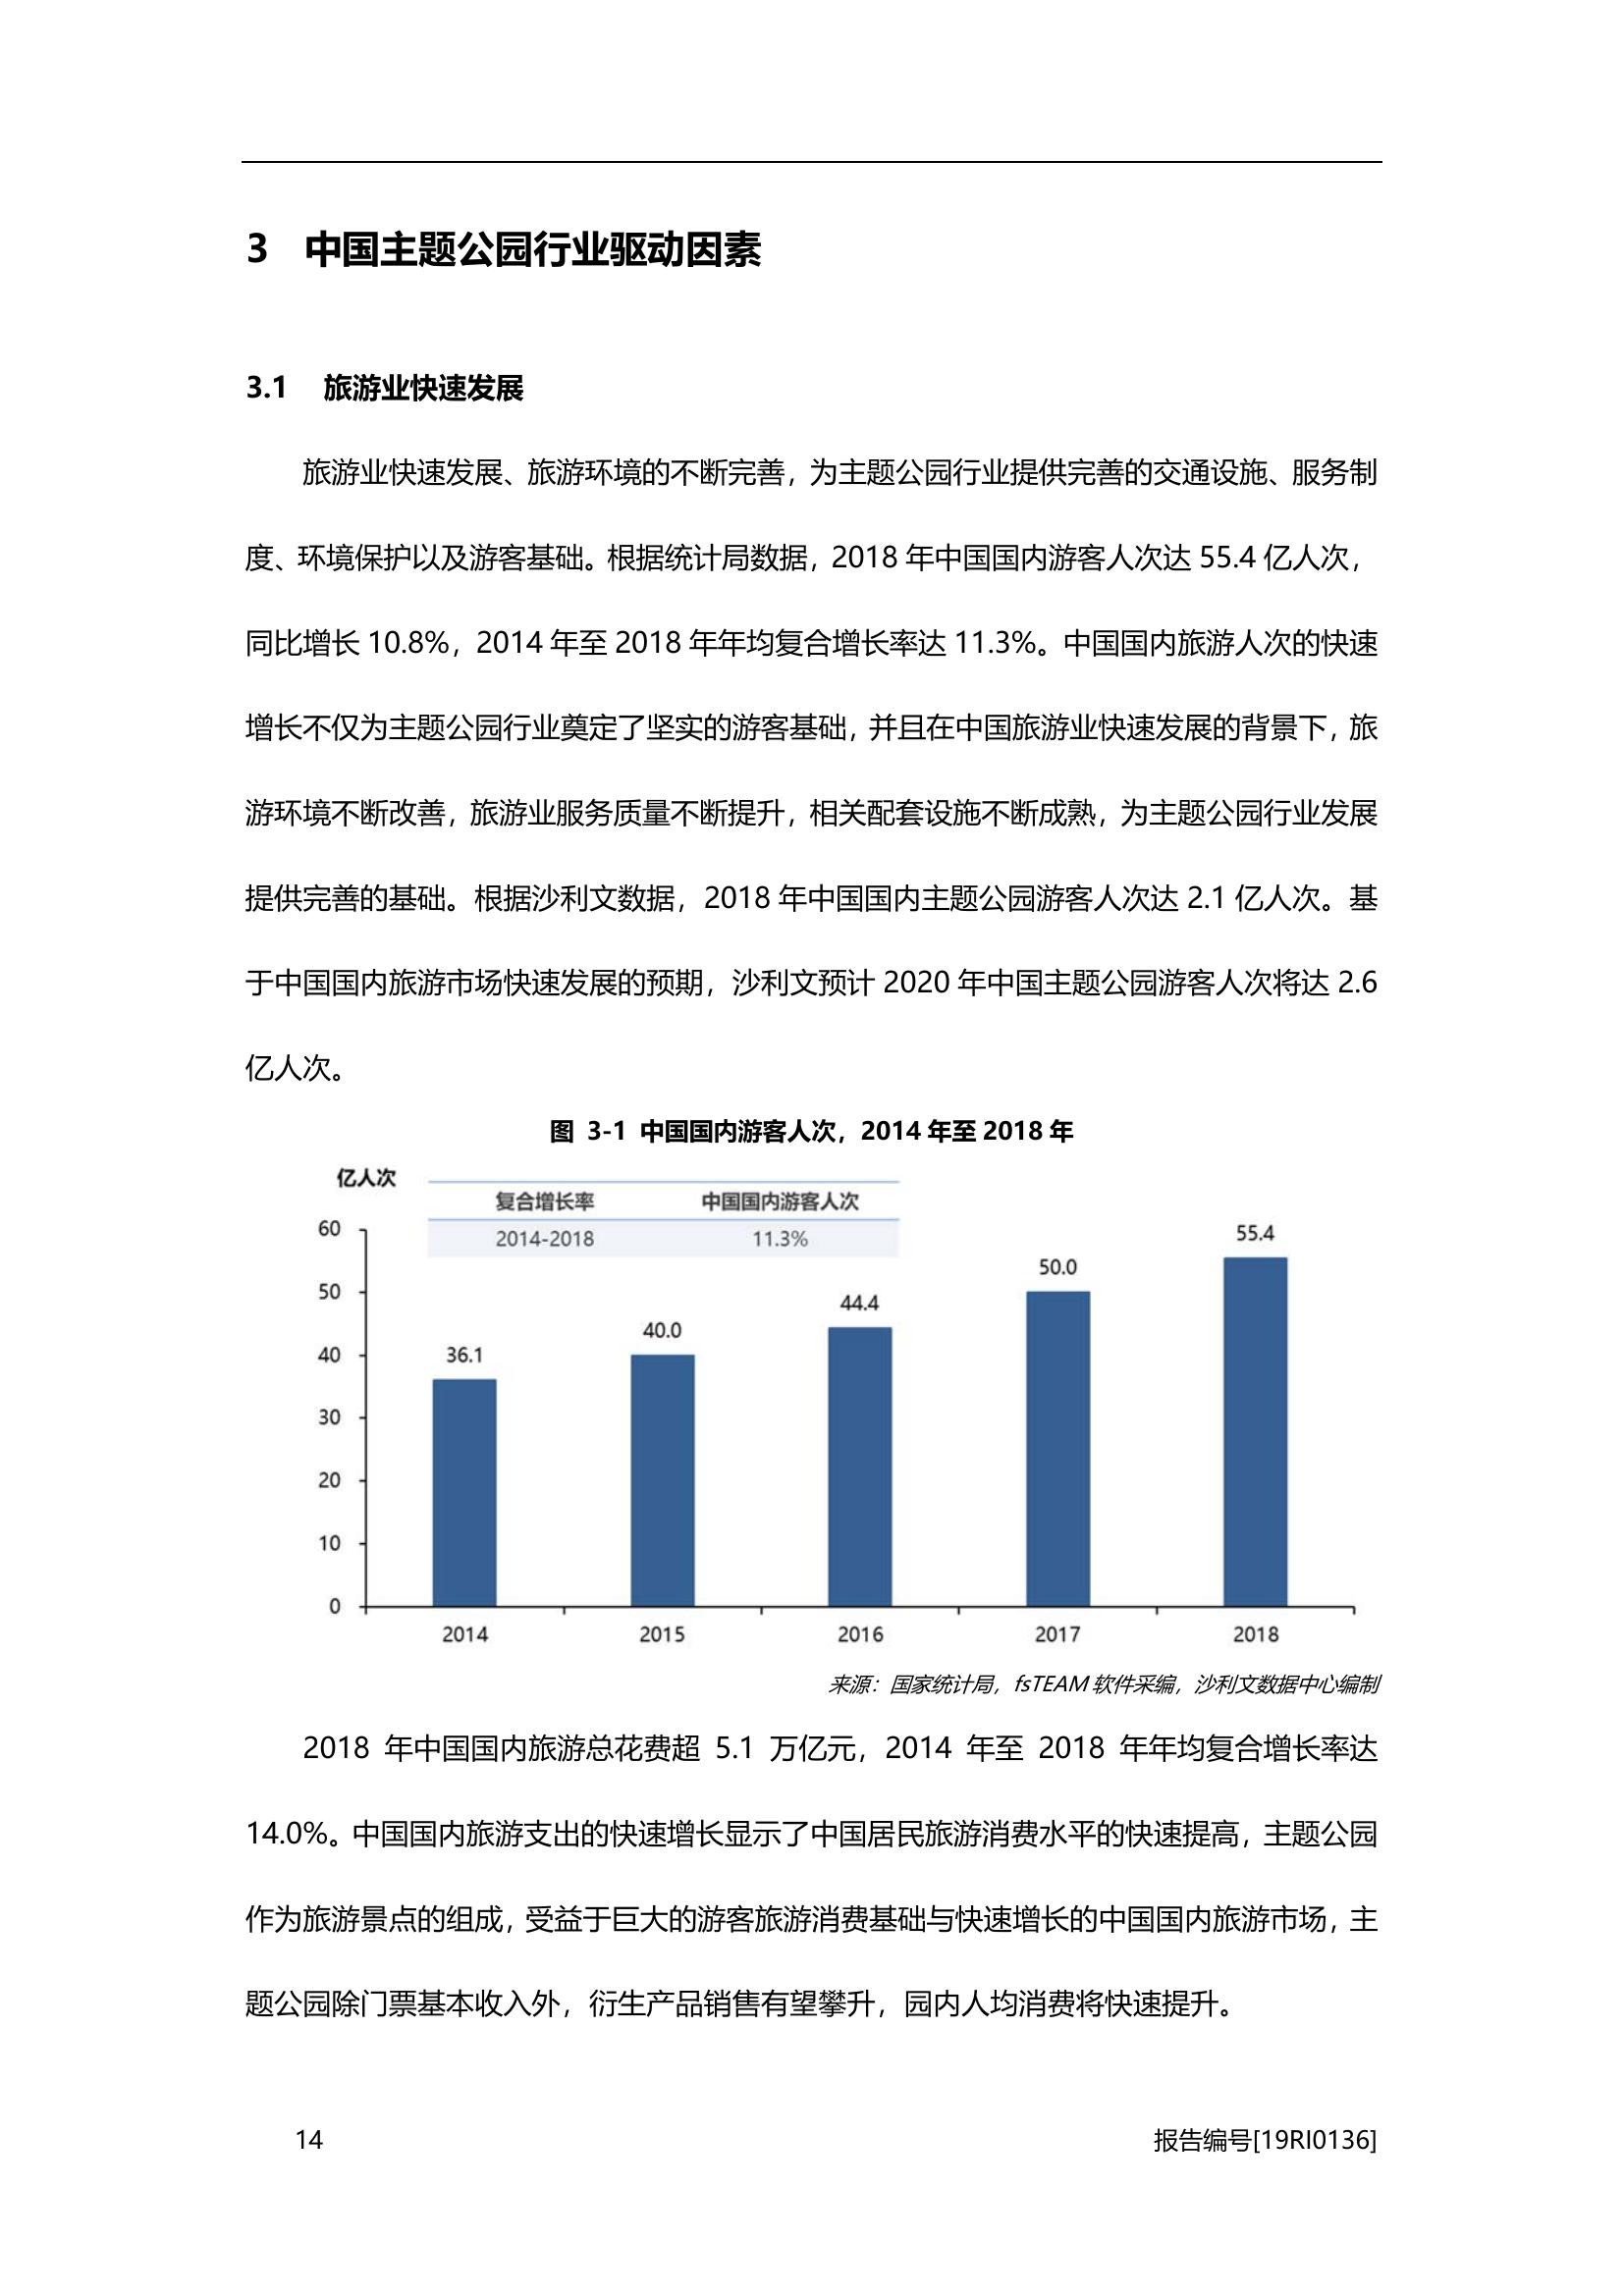 3 中国主题公园行业驱动因素
3.1 旅游业快速发展
旅游业快速发展、旅游环境的不断完善，为主题公园行业提供完善的交通设施、服务制
度、环境保护以及游客基础。根据统计局数据，2018 年中国国内游客人次达 55.4 亿人次，
同比增长 10.8%，2014 年至 2018 年年均复合增长率达 11.3%。中国国内旅游人次的快速
增长不仅为主题公园行业奠定了坚实的游客基础，并且在中国旅游业快速发展的背景下，旅
游环境不断改善，旅游业服务质量不断提升，相关配套设施不断成熟，为主题公园行业发展
提供完善的基础。根据沙利文数据，2018 年中国国内主题公园游客人次达 2.1 亿人次。基
于中国国内旅游市场快速发展的预期，沙利文预计 2020 年中国主题公园游客人次将达 2.6
亿人次。
图 3-1 中国国内游客人次，2014 年至 2018 年
亿人次
复合增长率 中国国内游客人次
2014-2018 11.3%
60
50
40
30
20
10
0
36.1
40.0
44.4
50.0
55.4
2014 2015 2016 2017 2018
来源：国家统计局，fsTEAM 软件采编，沙利文数据中心编制
2018 年中国国内旅游总花费超 5.1 万亿元，2014 年至 2018 年年均复合增长率达
14.0%。中国国内旅游支出的快速增长显示了中国居民旅游消费水平的快速提高，主题公园
作为旅游景点的组成，受益于巨大的游客旅游消费基础与快速增长的中国国内旅游市场，主
题公园除门票基本收入外，衍生产品销售有望攀升，园内人均消费将快速提升。
14 报告编号[19RI0136]